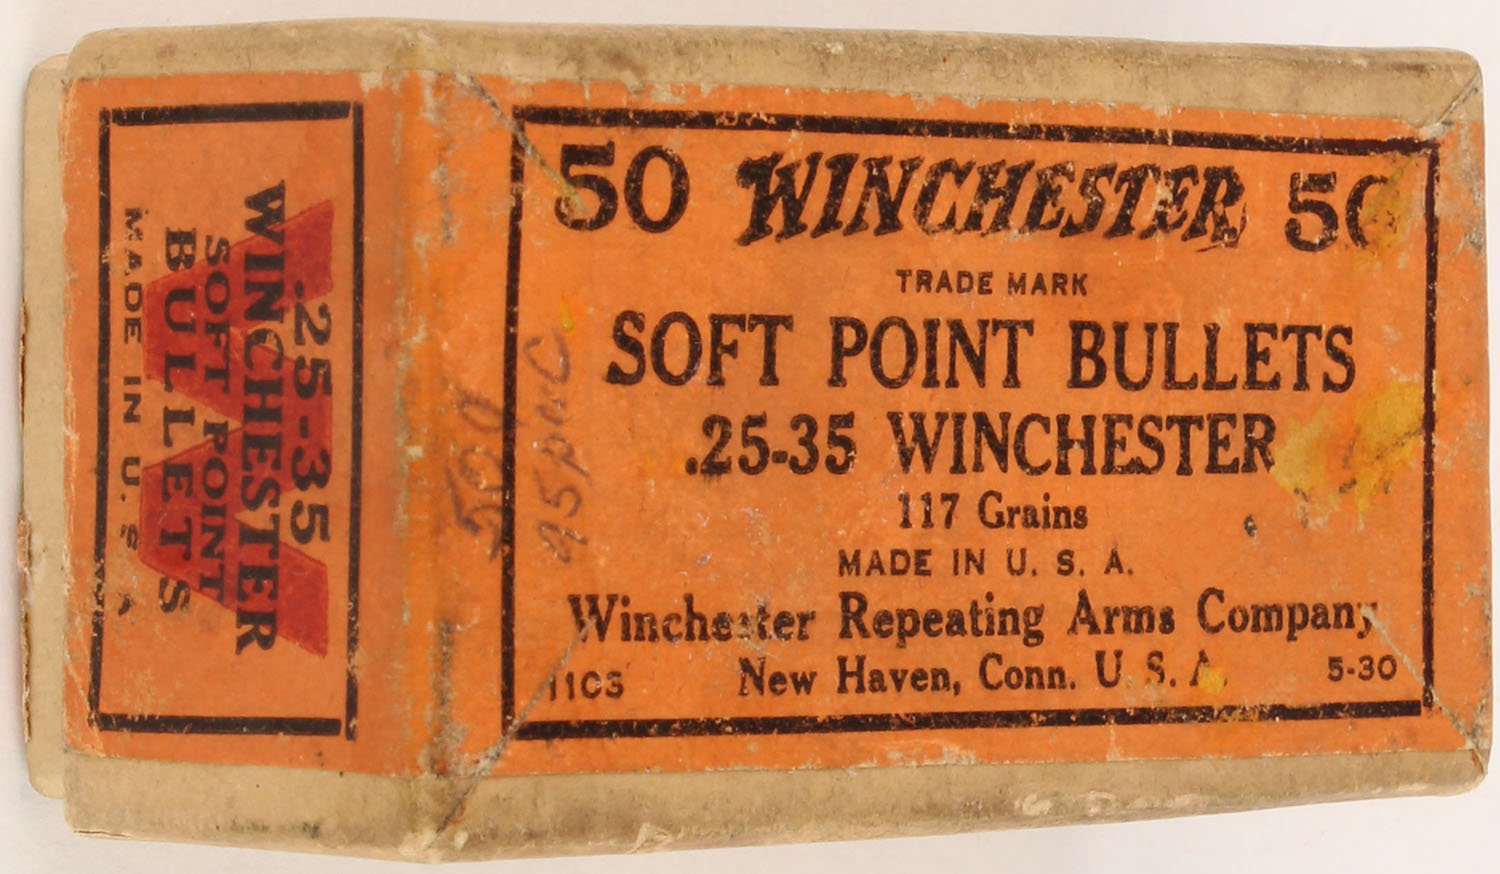 50 WINCHESTER 50
TRADE MARK
SOFT POINT BULLETS
.25-35 WINCHESTER
117 Grains
MADE IN U. S. A.
Winchester Repeating Arms Company
New Haven, Conn. U. S. A.
1103 5-30
.25-35
WINCHESTER
SOFT POINT
BULLETS
MADE IN U. S. A.